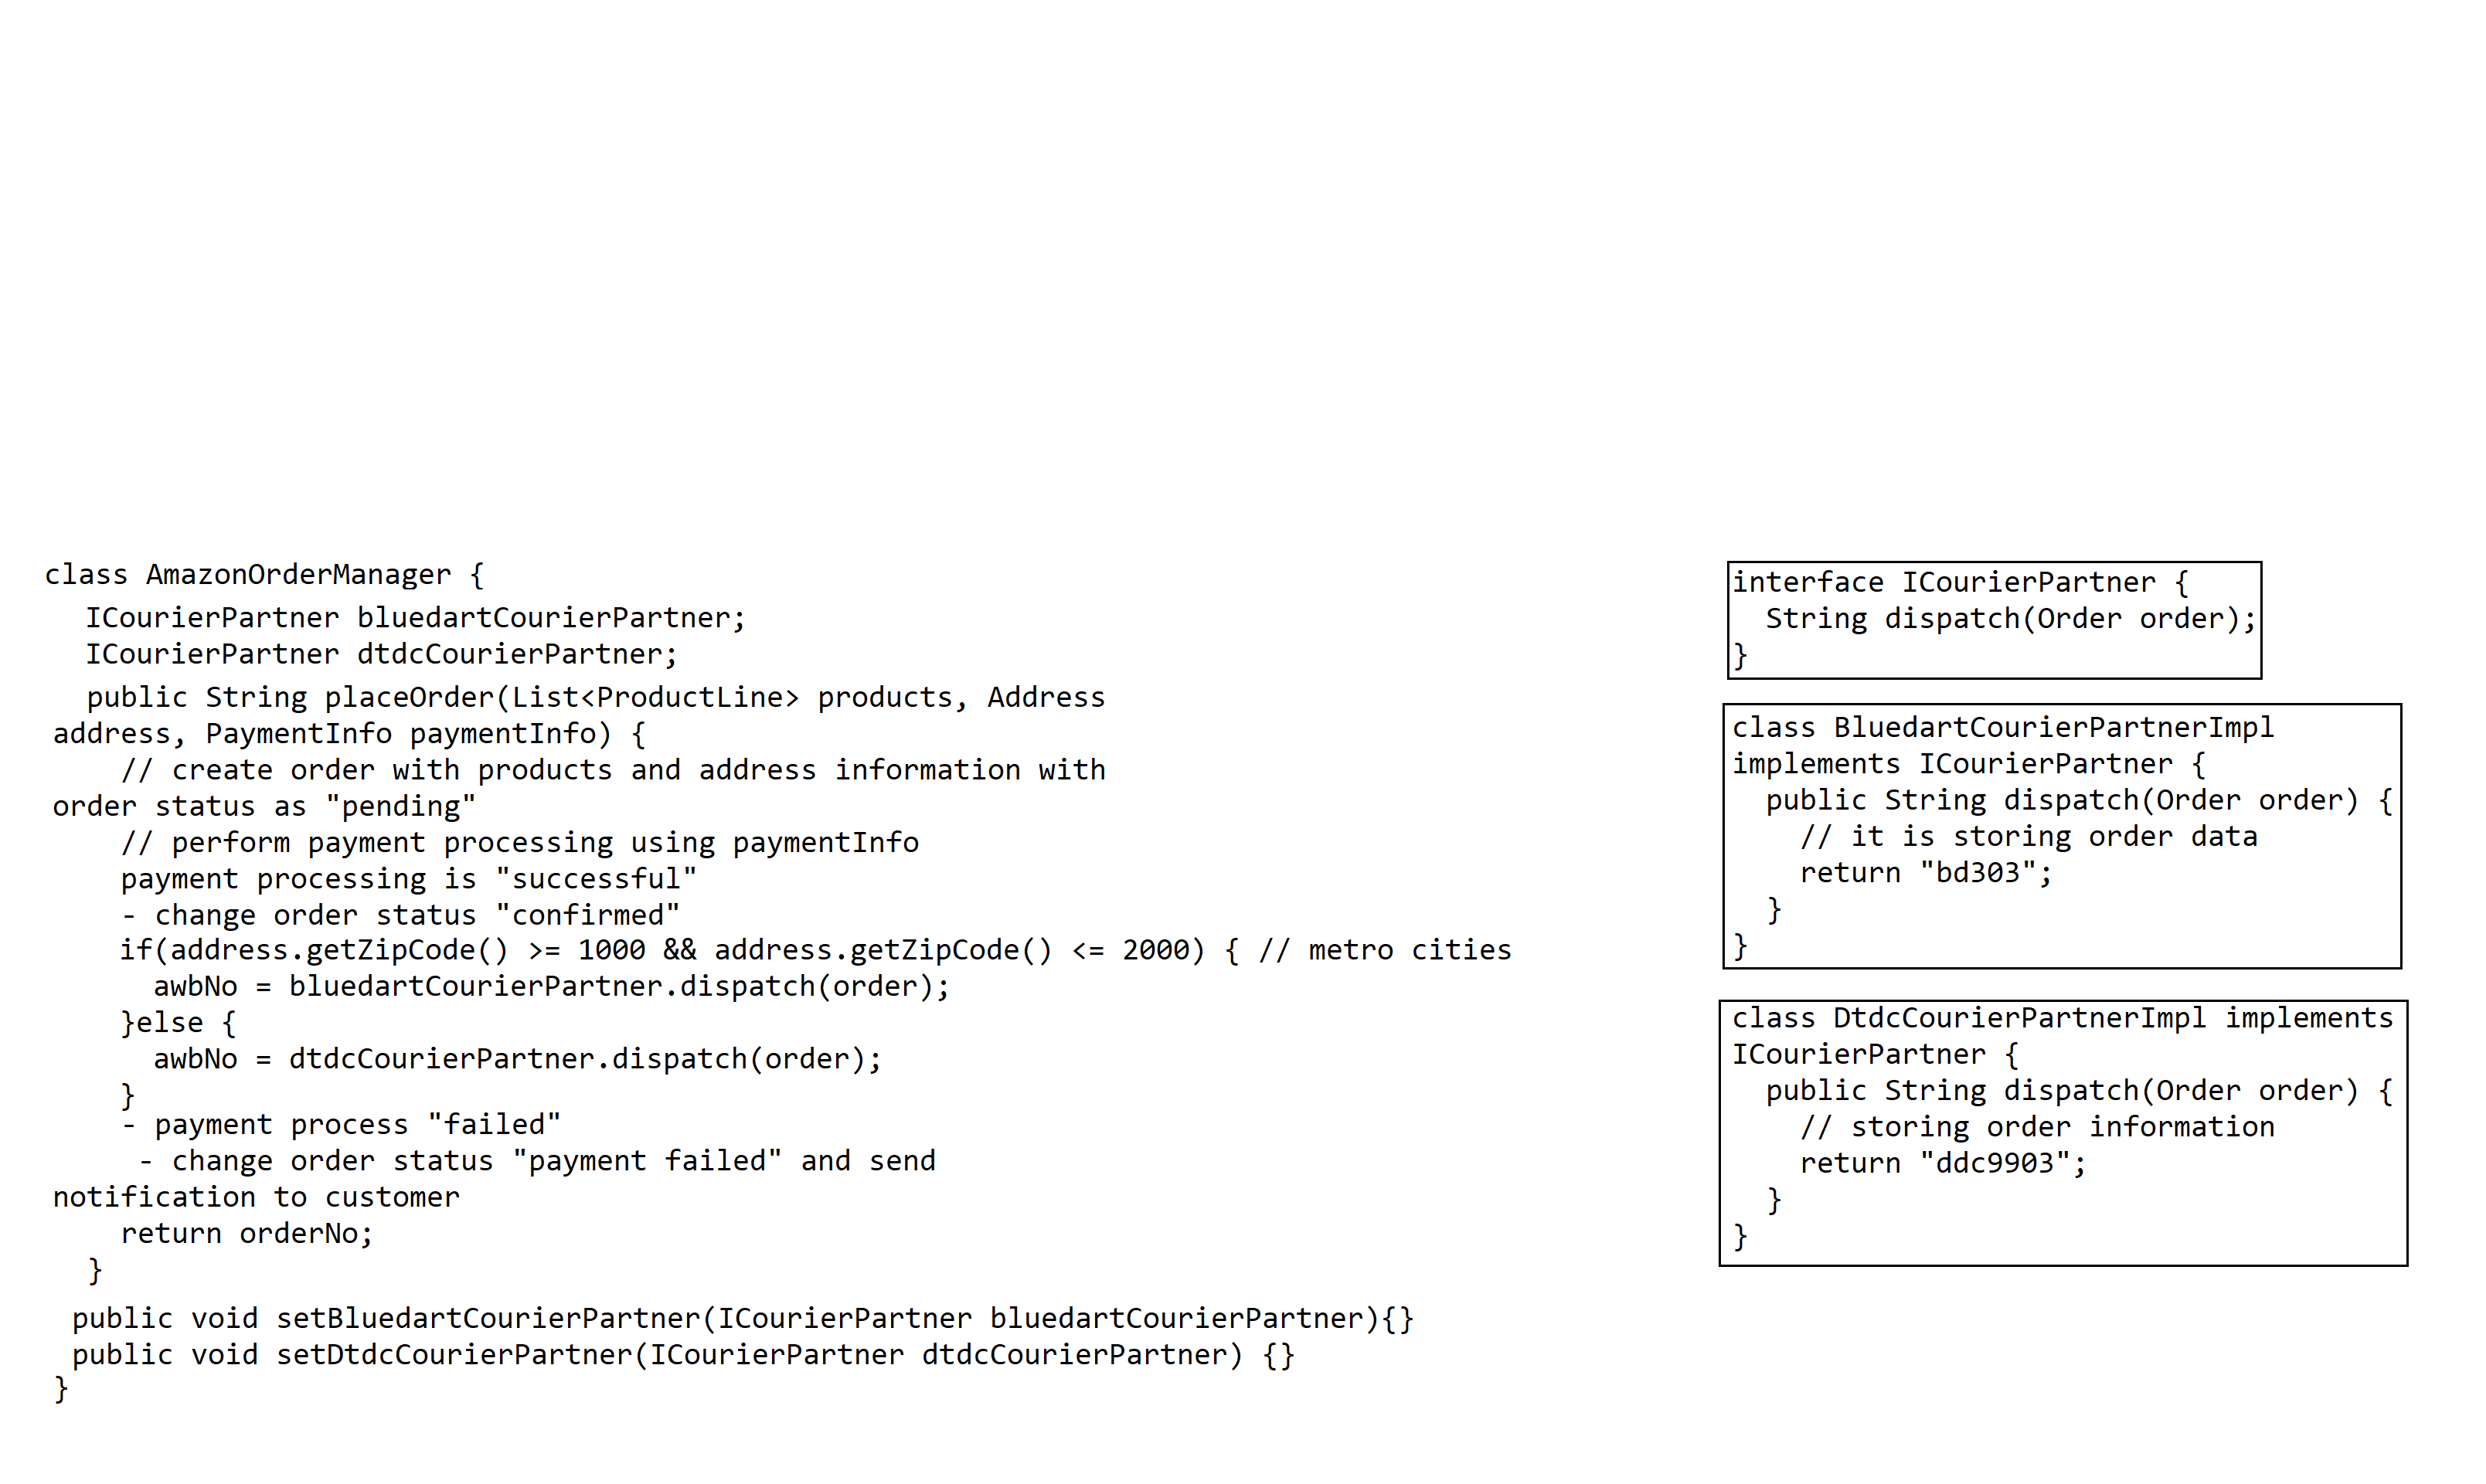 class AmazonOrderManager {
ICourierPartner bluedartCourierPartner;
ICourierPartner dtdcCourierPartner;
public String placeOrder(List<ProductLine> products, Address
address, PaymentInfo paymentInfo) {
// create order with products and address information with
order status as "pending"
// perform payment processing using paymentInfo
payment processing is "successful"
- change order status "confirmed"
if(address.getZipCode() >= 1000 && address.getZipCode() <= 2000) { // metro cities
awbNo = bluedartCourierPartner.dispatch(order);
}else {
awbNo = dtdcCourierPartner.dispatch(order);
}
- payment process "failed"
- change order status "payment failed" and send
notification to customer
return orderNo;
}
public void setBluedartCourierPartner(ICourierPartner bluedartCourierPartner){}
public void setDtdcCourierPartner(ICourierPartner dtdcCourierPartner) {}
}
interface ICourierPartner {
String dispatch(Order order);
}
class BluedartCourierPartnerImpl
implements ICourierPartner {
public String dispatch(Order order) {
// it is storing order data
return "bd303";
}
}
class DtdcCourierPartnerImpl implements
ICourierPartner {
public String dispatch(Order order) {
// storing order information
return "ddc9903";
}
}